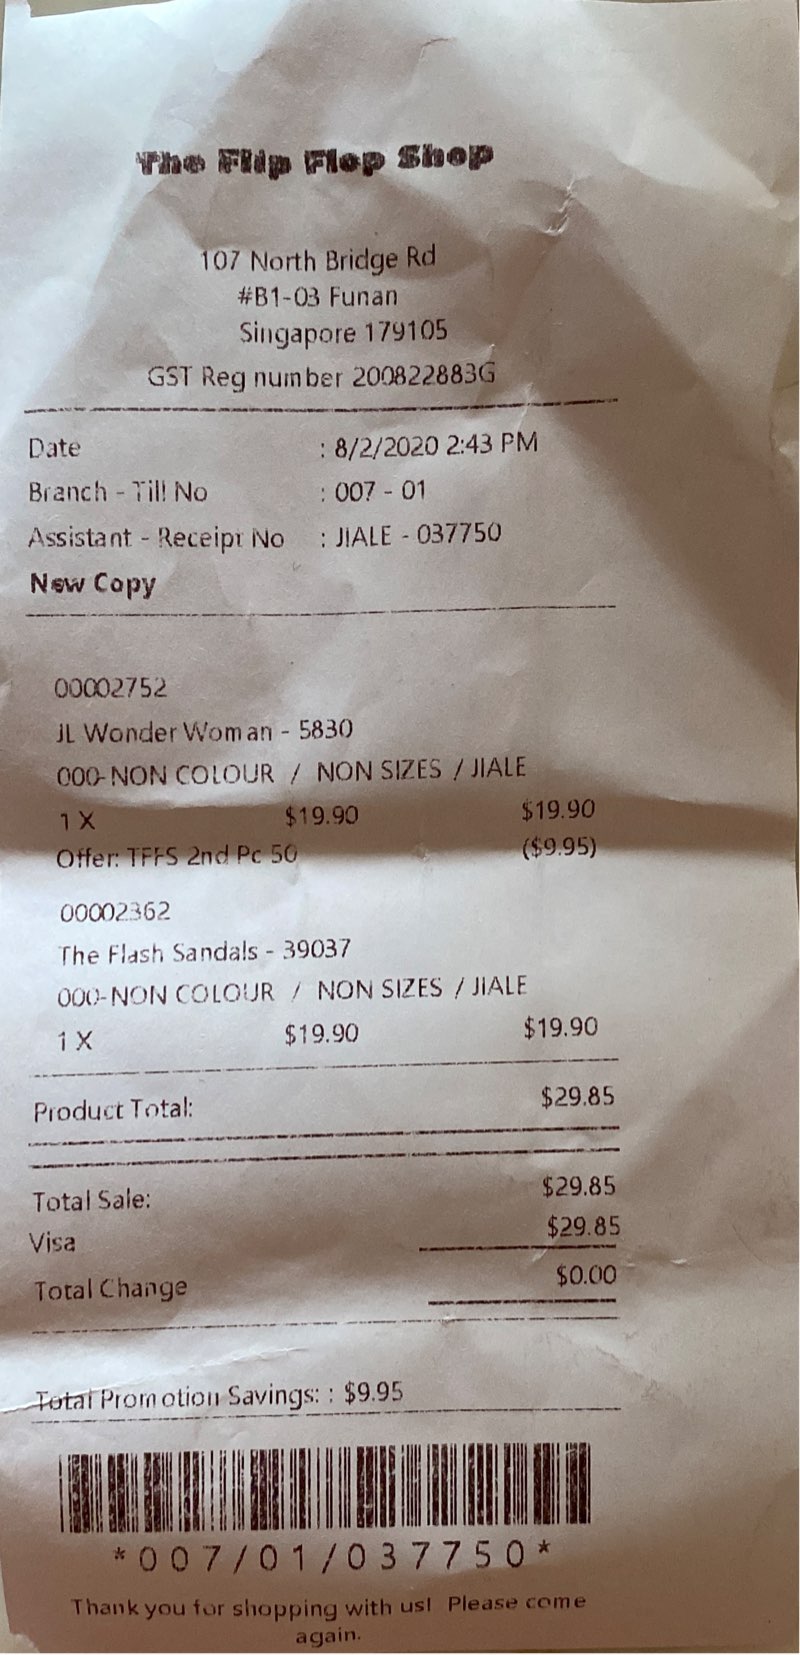 The Flip Flop Shop
107 North Bridge Rd
#B1-03 Funan
Singapore 179105
GST Reg number 200822883G
Date : 8/2/2020 2:43 PM
Branch - Till No : 007 - 01
Assistant - Receipt No : JIALE - 037750
New Copy
00002752
JL Wonder Woman - 5830
000-NON COLOUR / NON SIZES / JIALE
1 X $19.90 $19.90
Offer: TFFS 2nd Pc 50 ($9.95)
00002362
The Flash Sandals - 39037
000-NON COLOUR / NON SIZES / JIALE
1 X $19.90 $19.90
Product Total: $29.85
Total Sale: $29.85
Visa $29.85
Total Change $0.00
Total Promotion Savings: : $9.95
*007/01/037750*
Thank you for shopping with us! Please come
again.